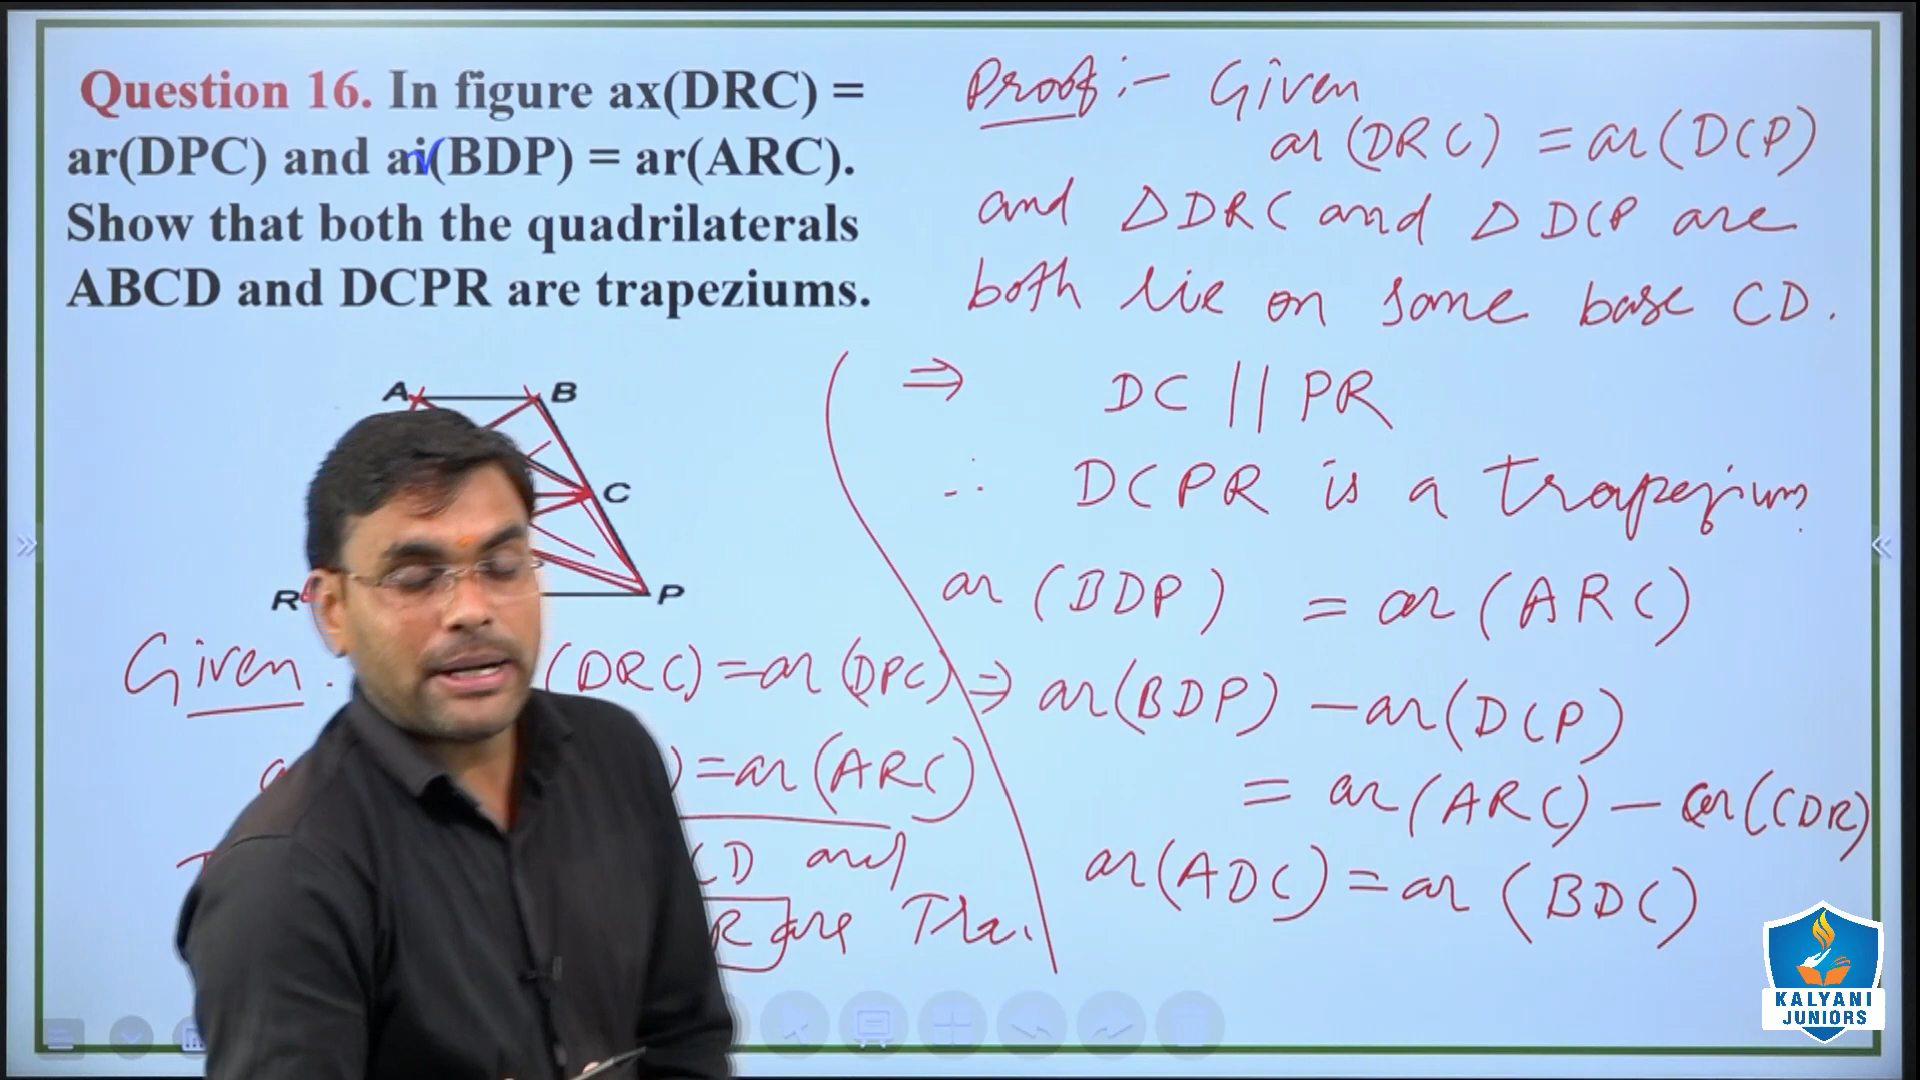 Question 16. In figure ax(DRC) =
ar(DPC) and ai(BDP) = ar(ARC).
Show that both the quadrilaterals
ABCD and DCPR are trapeziums.
A B
C
R P
Given. (DRC) = ar (DPC)
) = ar (ARC)
CD and
R are Tra.
Proof :- Given
ar (DRC) = ar (DCP)
and △ DRC and △ DCP are
both lie on same base CD.
⇒ DC || PR
∴ DCPR is a trapezium.
ar (BDP) = ar (ARC)
⇒ ar (BDP) – ar (DCP)
= ar (ARC) – ar (CDR)
ar (ADC) = ar (BDC)
KALYANI
JUNIORS